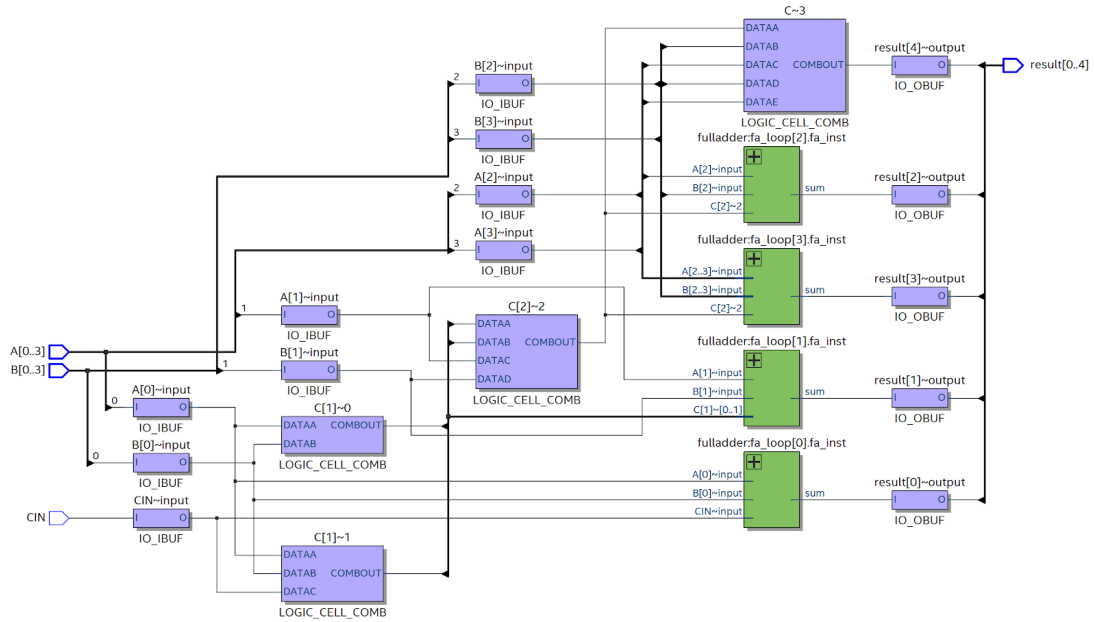 C~3
DATAA
DATAB
DATAC COMBOUT
DATAD
DATAE
LOGIC_CELL_COMB
result[4]~output
I O
IO_OBUF
result[0..4]
B[2]~input
2
I O
IO_IBUF
B[3]~input
3
I O
IO_IBUF
A[2]~input
2
I O
IO_IBUF
A[3]~input
3
I O
IO_IBUF
fulladder:fa_loop[2].fa_inst
A[2]~input
B[2]~input sum
C[2]~2
result[2]~output
I O
IO_OBUF
fulladder:fa_loop[3].fa_inst
A[2..3]~input
B[2..3]~input sum
C[2]~2
result[3]~output
I O
IO_OBUF
A[1]~input
1
I O
IO_IBUF
B[1]~input
1
I O
IO_IBUF
C[2]~2
DATAA
DATAB COMBOUT
DATAC
DATAD
LOGIC_CELL_COMB
fulladder:fa_loop[1].fa_inst
A[1]~input
B[1]~input sum
C[1]~[0..1]
result[1]~output
I O
IO_OBUF
A[0..3]
B[0..3]
A[0]~input
0
I O
IO_IBUF
B[0]~input
0
I O
IO_IBUF
C[1]~0
DATAA COMBOUT
DATAB
LOGIC_CELL_COMB
fulladder:fa_loop[0].fa_inst
A[0]~input
B[0]~input sum
CIN~input
result[0]~output
I O
IO_OBUF
CIN
CIN~input
I O
IO_IBUF
C[1]~1
DATAA
DATAB COMBOUT
DATAC
LOGIC_CELL_COMB